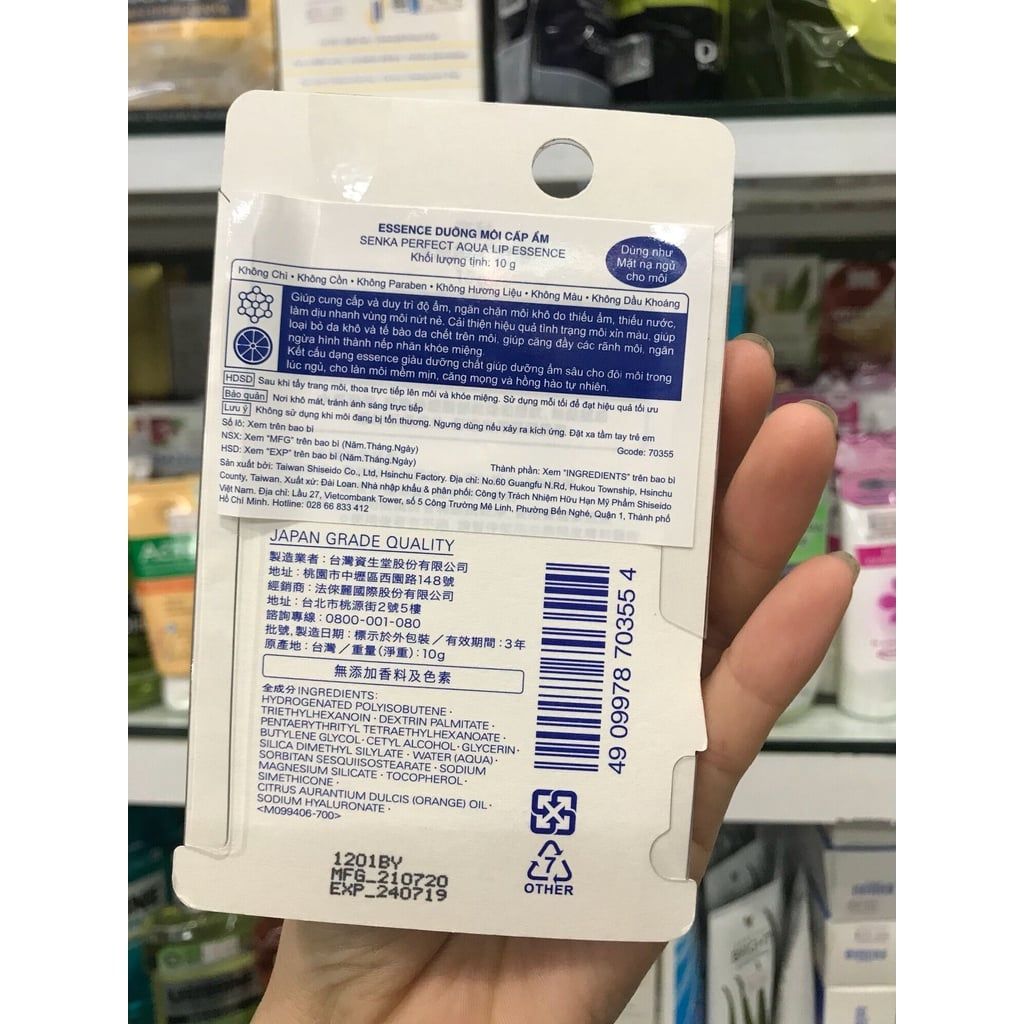 ESSENCE DƯỠNG MÔI CẤP ẨM
SENKA PERFECT AQUA LIP ESSENCE
Khối lượng tịnh: 10 g
Dùng như
Mặt nạ ngủ
cho môi
Không Chì • Không Cồn • Không Paraben • Không Hương Liệu • Không Màu • Không Dầu Khoáng
Giúp cung cấp và duy trì độ ẩm, ngăn chặn môi khô do thiếu ẩm, thiếu nước,
làm dịu nhanh vùng môi nứt nẻ. Cải thiện hiệu quả tình trạng môi xỉn màu, giúp
loại bỏ da khô và tế bào da chết trên môi, giúp căng đầy các rãnh môi, ngăn
ngừa hình thành nếp nhăn khóe miệng.
Kết cấu dạng essence giàu dưỡng chất giúp dưỡng ẩm sâu cho đôi môi trong
lúc ngủ, cho làn môi mềm mịn, căng mọng và hồng hào tự nhiên.
HDSD Sau khi tẩy trang môi, thoa trực tiếp lên môi và khóe miệng. Sử dụng mỗi tối để đạt hiệu quả tối ưu
Bảo quản Nơi khô mát, tránh ánh sáng trực tiếp
Lưu ý Không sử dụng khi môi đang bị tổn thương. Ngưng dùng nếu xảy ra kích ứng. Đặt xa tầm tay trẻ em
Số lô: Xem trên bao bì
Gcode: 70355
NSX: Xem "MFG" trên bao bì (Năm.Tháng.Ngày)
HSD: Xem "EXP" trên bao bì (Năm.Tháng.Ngày)
Thành phần: Xem "INGREDIENTS" trên bao bì
Sản xuất bởi: Taiwan Shiseido Co., Ltd, Hsinchu Factory. Địa chỉ: No.60 Guangfu N.Rd, Hukou Township, Hsinchu
County, Taiwan. Xuất xứ: Đài Loan. Nhà nhập khẩu & phân phối: Công ty Trách Nhiệm Hữu Hạn Mỹ Phẩm Shiseido
Việt Nam. Địa chỉ: Lầu 27, Vietcombank Tower, số 5 Công Trường Mê Linh, Phường Bến Nghé, Quận 1, Thành phố
Hồ Chí Minh. Hotline: 028 66 833 412
JAPAN GRADE QUALITY
製造業者：台灣資生堂股份有限公司
地址：桃園市中壢區西園路148號
經銷商：法倈麗國際股份有限公司
地址：台北市桃源街2號5樓
諮詢專線：0800-001-080
批號,製造日期：標示於外包裝／有效期間：3年
原產地：台灣／重量(淨重)：10g
無添加香料及色素
全成分 INGREDIENTS:
HYDROGENATED POLYISOBUTENE・
TRIETHYLHEXANOIN・DEXTRIN PALMITATE・
PENTAERYTHRITYL TETRAETHYLHEXANOATE・
BUTYLENE GLYCOL・CETYL ALCOHOL・GLYCERIN・
SILICA DIMETHYL SILYLATE・WATER (AQUA)・
SORBITAN SESQUIISOSTEARATE・SODIUM
MAGNESIUM SILICATE・TOCOPHEROL・
SIMETHICONE・
CITRUS AURANTIUM DULCIS (ORANGE) OIL・
SODIUM HYALURONATE・
<M099406-700>
4909978 703554
7
OTHER
1201BY
MFG_210720
EXP_240719